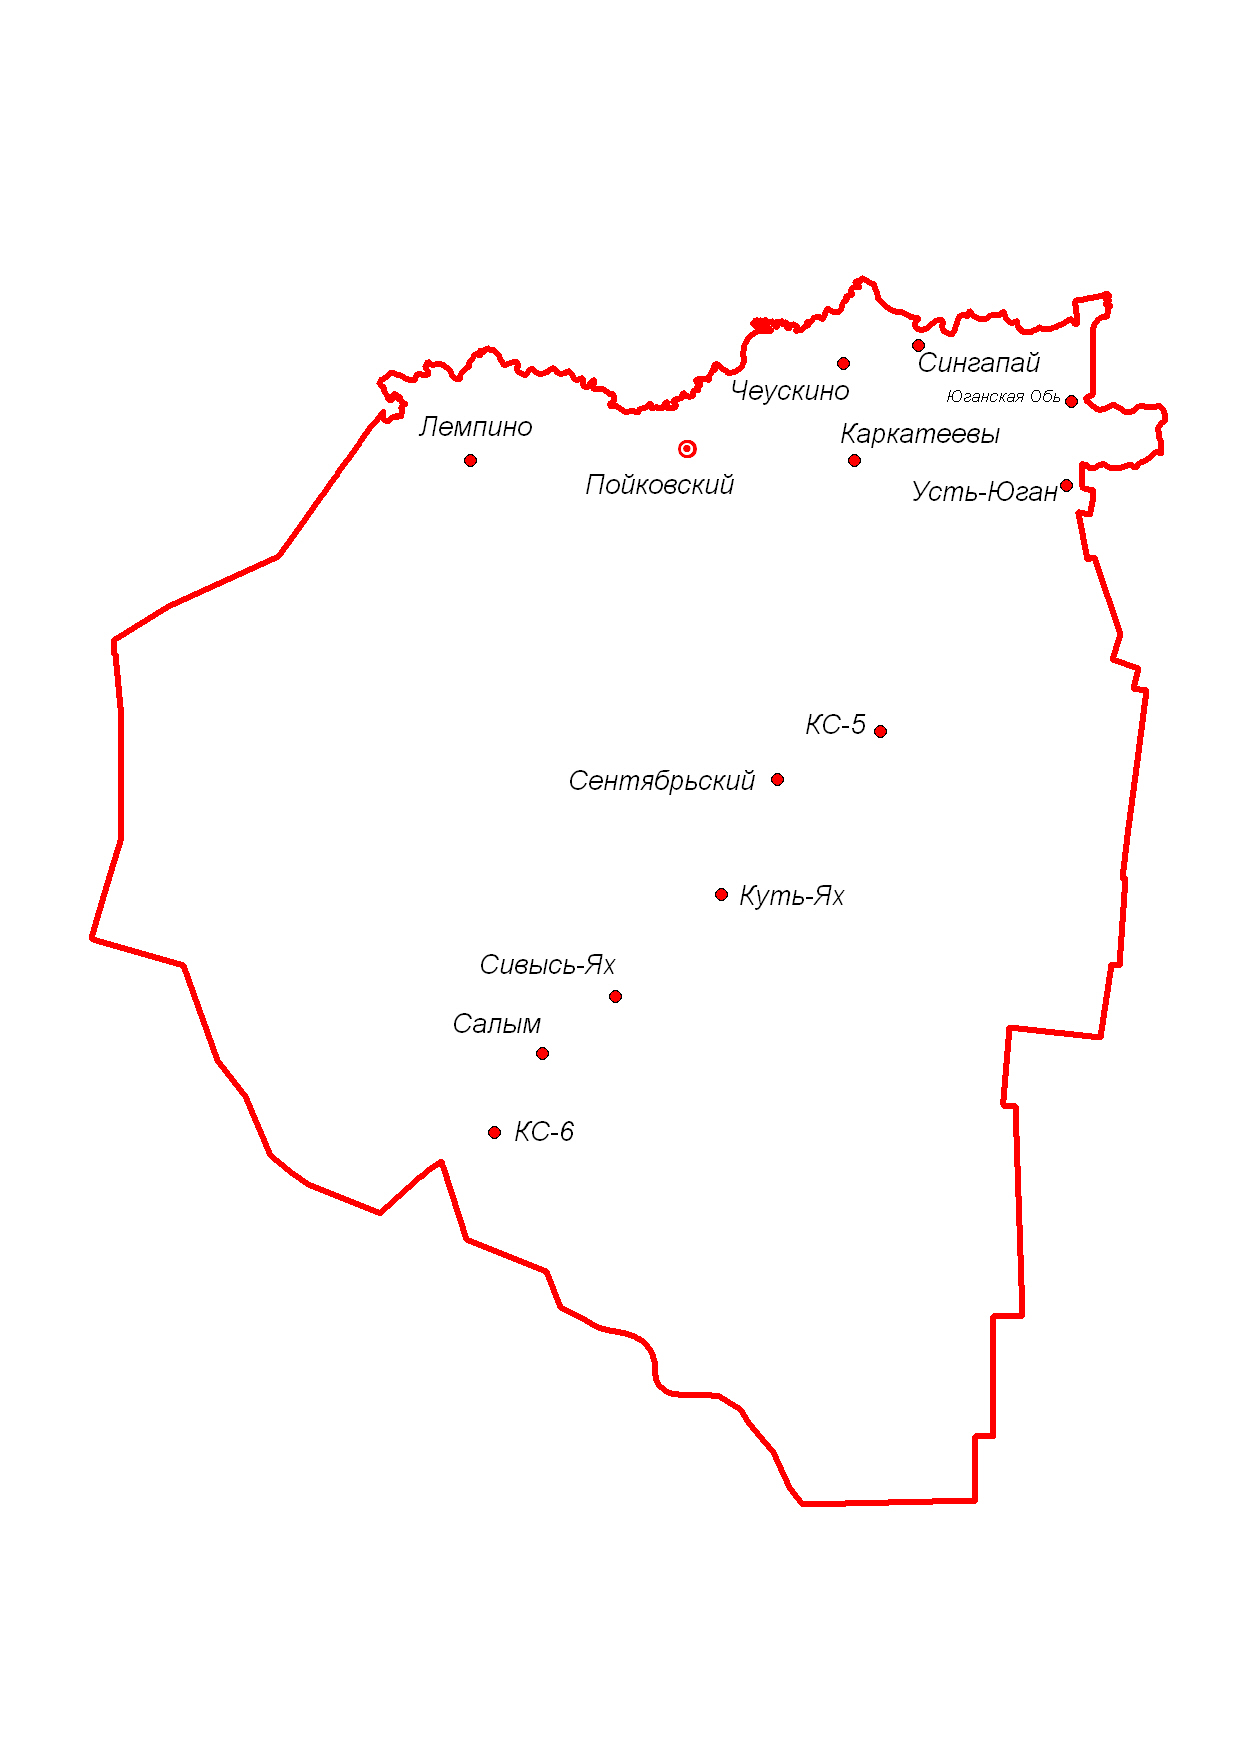 Сингапай
Чеускино
Юганская Обь
Лемпино
Каркатеевы
Пойковский
Усть-Юган
КС-5
Сентябрьский
Куть-Ях
Сивысь-Ях
Салым
КС-6